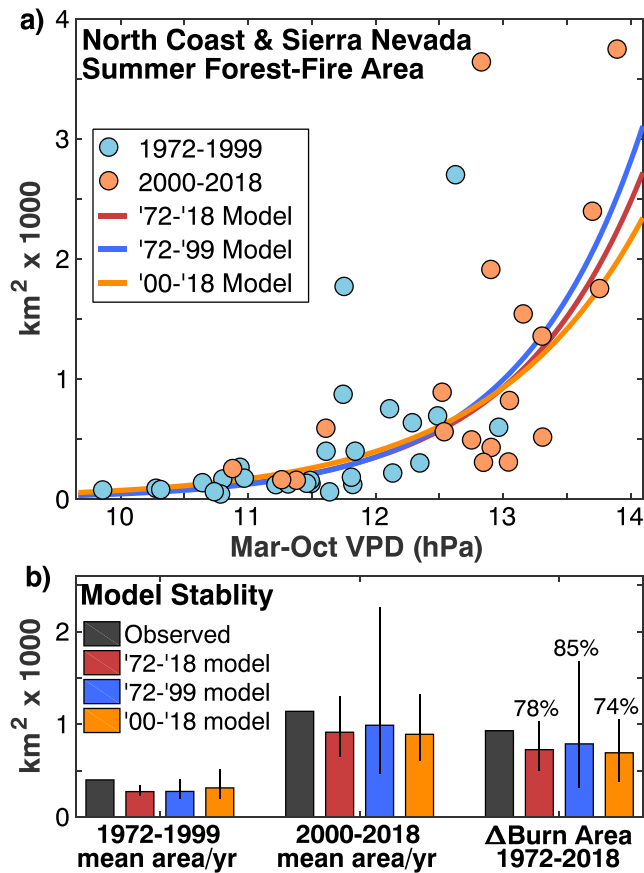 a)
North Coast & Sierra Nevada
Summer Forest-Fire Area
1972-1999
2000-2018
'72-'18 Model
'72-'99 Model
'00-'18 Model
km² x 1000
4
3
2
1
0
10
11
12
13
14
Mar-Oct VPD (hPa)
b)
Model Stablity
Observed
'72-'18 model
'72-'99 model
'00-'18 model
km² x 1000
2
1
0
78%
85%
74%
1972-1999
mean area/yr
2000-2018
mean area/yr
ΔBurn Area
1972-2018